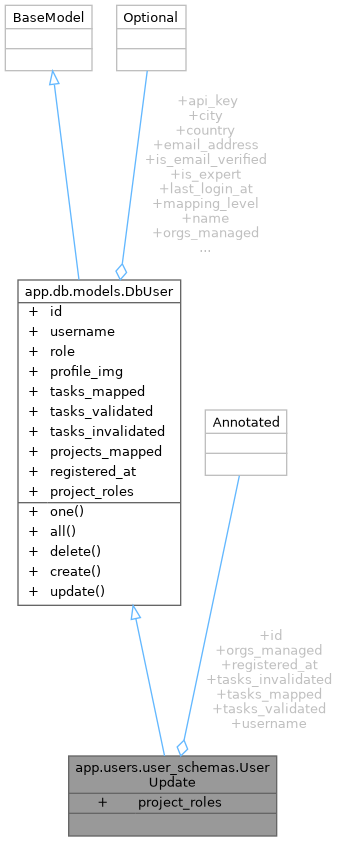 BaseModel
Optional
+api_key
+city
+country
+email_address
+is_email_verified
+is_expert
+last_login_at
+mapping_level
+name
+orgs_managed
...
app.db.models.DbUser
+ id
+ username
+ role
+ profile_img
+ tasks_mapped
+ tasks_validated
+ tasks_invalidated
+ projects_mapped
+ registered_at
+ project_roles
+ one()
+ all()
+ delete()
+ create()
+ update()
Annotated
+id
+orgs_managed
+registered_at
+tasks_invalidated
+tasks_mapped
+tasks_validated
+username
app.users.user_schemas.User
Update
+ project_roles